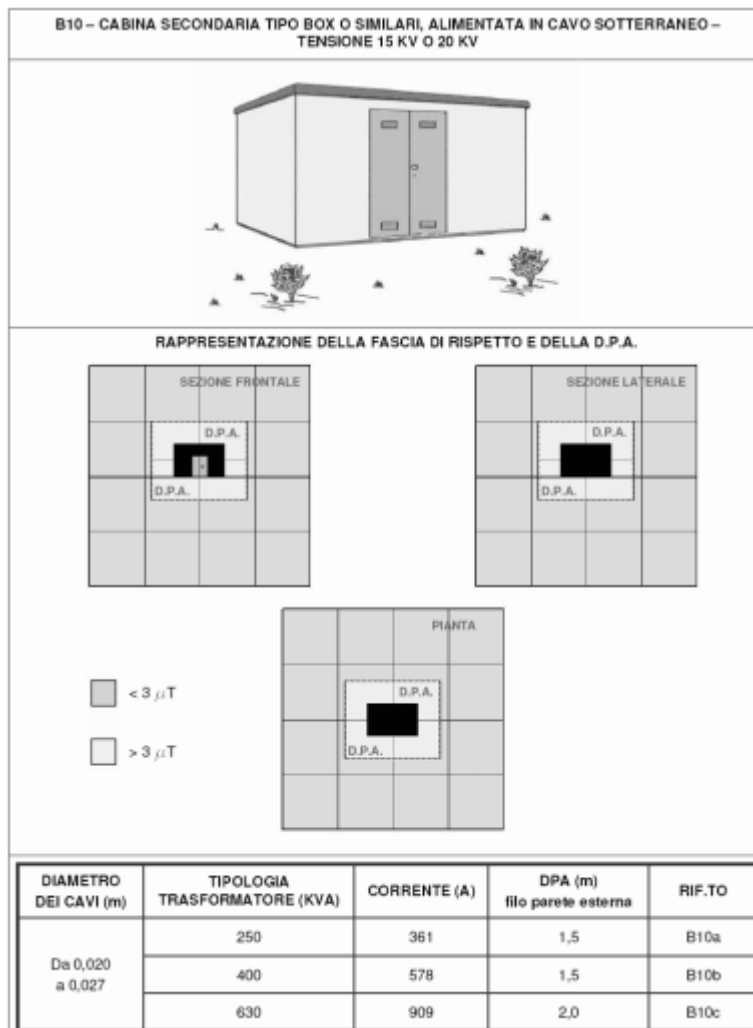 B10 – CABINA SECONDARIA TIPO BOX O SIMILARI, ALIMENTATA IN CAVO SOTTERRANEO –
TENSIONE 15 KV O 20 KV
RAPPRESENTAZIONE DELLA FASCIA DI RISPETTO E DELLA D.P.A.
SEZIONE FRONTALE
D.P.A.
D.P.A.
SEZIONE LATERALE
D.P.A.
D.P.A.
PIANTA
D.P.A.
D.P.A.
< 3 μT
> 3 μT
DIAMETRO DEI CAVI (m)
TIPOLOGIA TRASFORMATORE (KVA)
CORRENTE (A)
DPA (m) filo parete esterna
RIF.TO
Da 0,020 a 0,027
250 361 1,5 B10a
400 578 1,5 B10b
630 909 2,0 B10c